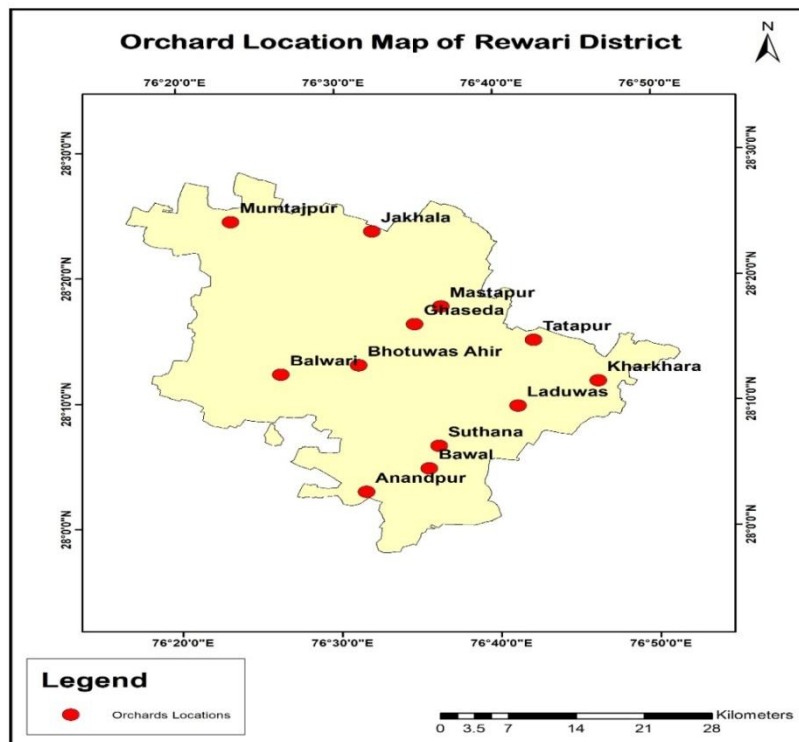 Orchard Location Map of Rewari District
N
76°20'0"E 76°30'0"E 76°40'0"E 76°50'0"E
28°30'0"N 28°30'0"N
Mumtajpur
Jakhala
28°20'0"N 28°20'0"N
Mastapur
Ghaseda
Tatapur
Bhotuwas Ahir
Balwari
Kharkhara
Laduwas
28°10'0"N 28°10'0"N
Suthana
Bawal
Anandpur
28°0'0"N 28°0'0"N
76°20'0"E 76°30'0"E 76°40'0"E 76°50'0"E
Legend
Orchards Locations
Kilometers
0 3.5 7 14 21 28